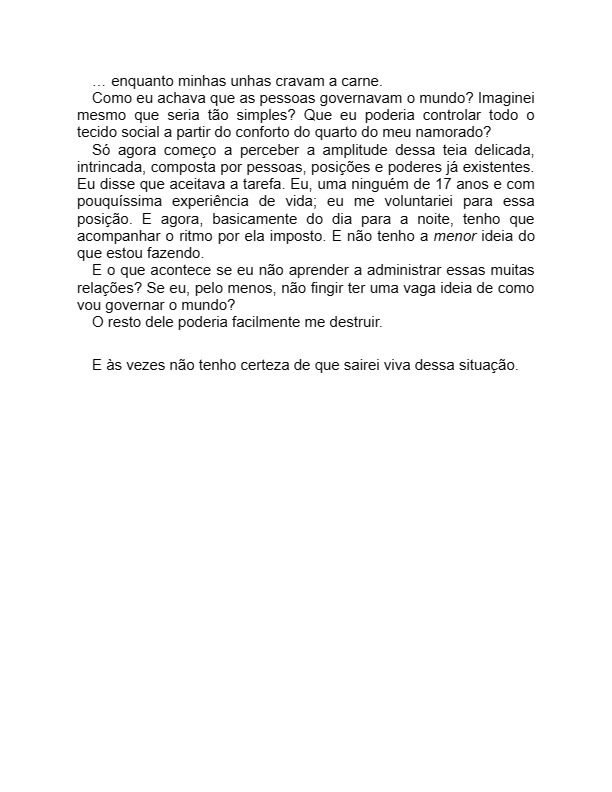 … enquanto minhas unhas cravam a carne.
Como eu achava que as pessoas governavam o mundo? Imaginei
mesmo que seria tão simples? Que eu poderia controlar todo o
tecido social a partir do conforto do quarto do meu namorado?
Só agora começo a perceber a amplitude dessa teia delicada,
intrincada, composta por pessoas, posições e poderes já existentes.
Eu disse que aceitava a tarefa. Eu, uma ninguém de 17 anos e com
pouquíssima experiência de vida; eu me voluntariei para essa
posição. E agora, basicamente do dia para a noite, tenho que
acompanhar o ritmo por ela imposto. E não tenho a menor ideia do
que estou fazendo.
E o que acontece se eu não aprender a administrar essas muitas
relações? Se eu, pelo menos, não fingir ter uma vaga ideia de como
vou governar o mundo?
O resto dele poderia facilmente me destruir.
E às vezes não tenho certeza de que sairei viva dessa situação.